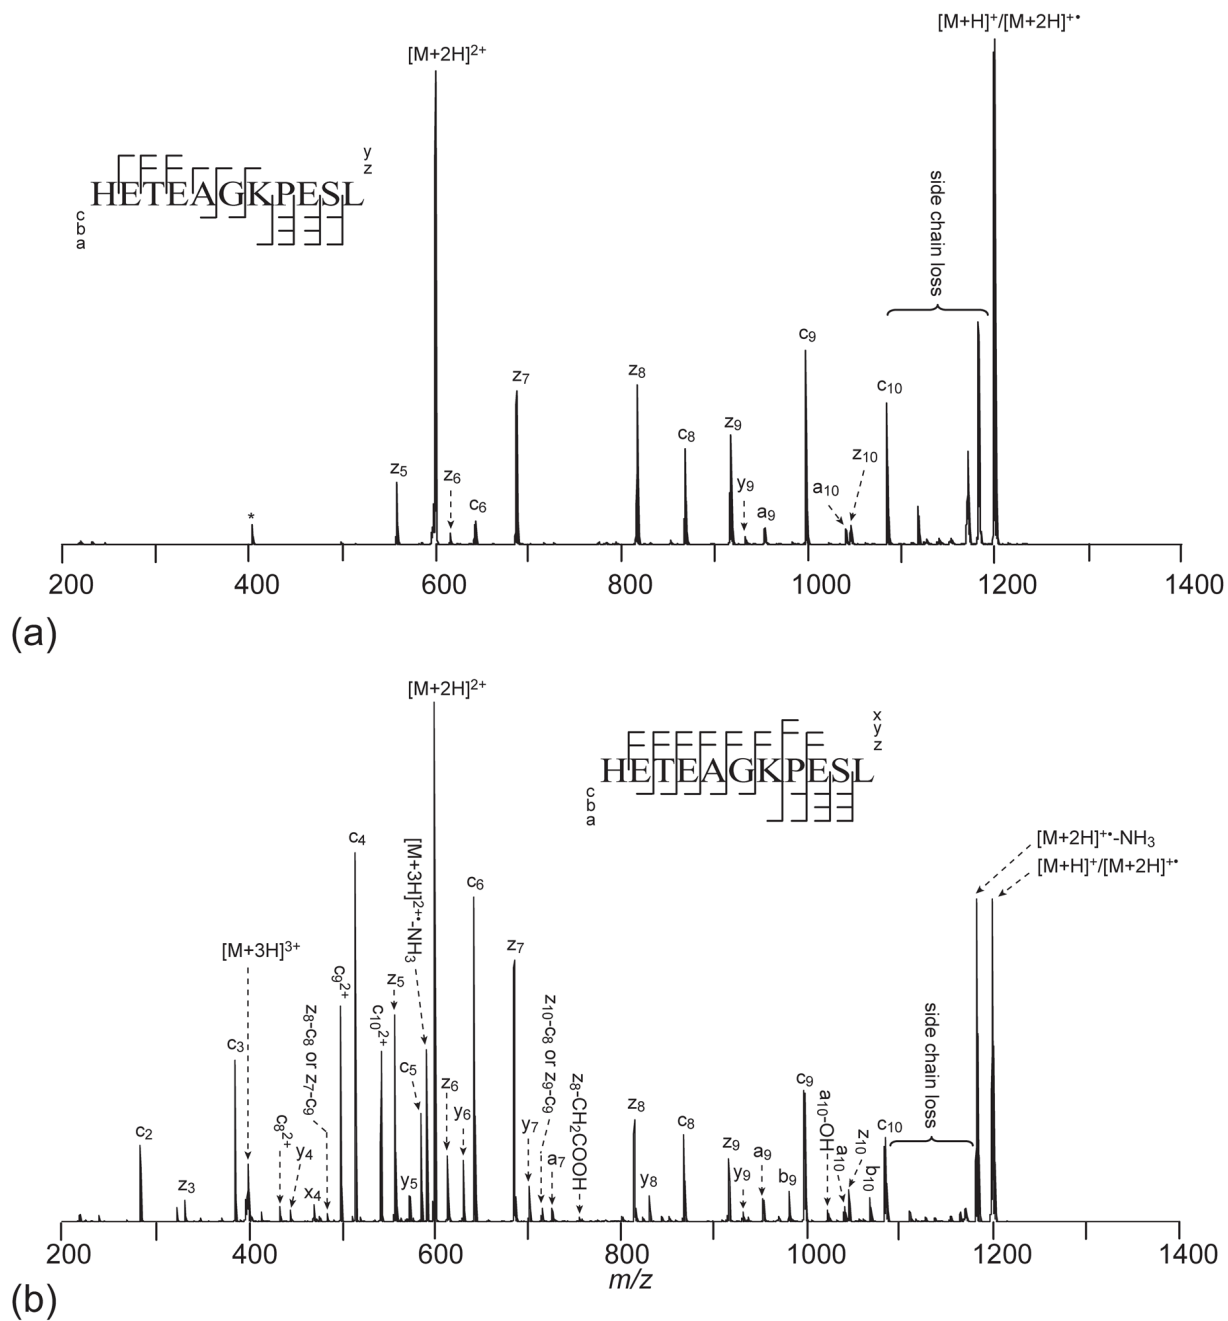 [M+H]⁺/[M+2H]⁺•
[M+2H]²⁺
y
z
HETEAGKPESL
c
b
a
side chain loss
*
z₅
z₆
c₆
z₇
z₈
c₈
z₉
y₉
a₉
c₉
a₁₀
z₁₀
c₁₀
200 400 600 800 1000 1200 1400
(a)
[M+2H]²⁺
x
y
z
HETEAGKPESL
c
b
a
[M+2H]⁺•-NH₃
[M+H]⁺/[M+2H]⁺•
c₂
z₃
c₃
[M+3H]³⁺
c₈²⁺
y₄
x₄
z₈-c₈ or z₇-c₉
c₉²⁺
c₄
c₁₀²⁺
z₅
c₅
y₅
[M+3H]²⁺•-NH₃
z₆
y₆
c₆
z₇
y₇
z₁₀-c₈ or z₉-c₉
a₇
z₈-CH₂COOH
z₈
y₈
c₈
z₉
y₉
a₉
b₉
c₉
a₁₀-OH
a₁₀
z₁₀
b₁₀
c₁₀
side chain loss
200 400 600 800 1000 1200 1400
m/z
(b)